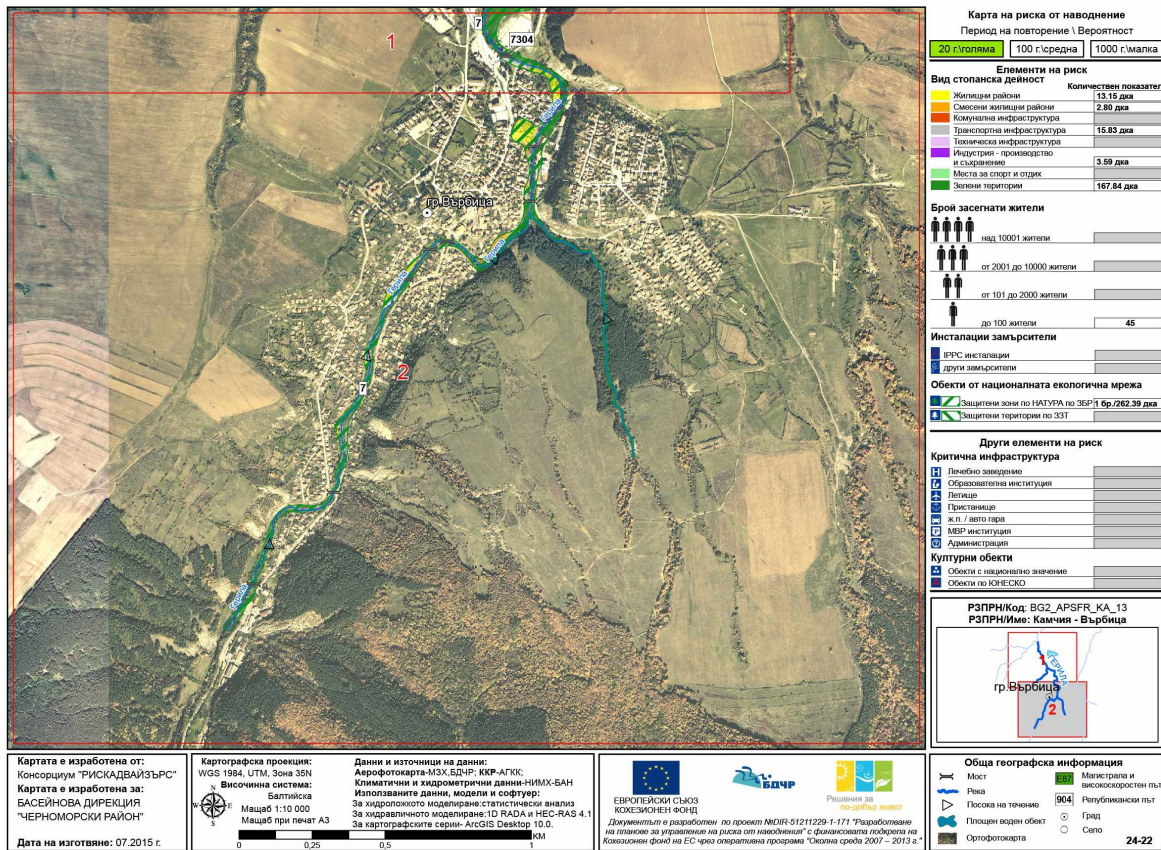 1
7
7304
Герила
гр.Върбица
Герила
Герила
2
7
Герила
Карта на риска от наводнение
Период на повторение \ Вероятност
20 г.\голяма
100 г.\средна
1000 г.\малка
Елементи на риск
Вид стопанска дейност
Количествен показател
Жилищни райони 13.15 дка
Смесени жилищни райони 2.80 дка
Комунална инфраструктура
Транспортна инфраструктура 15.83 дка
Техническа инфраструктура
Индустрия - производство
и съхранение 3.59 дка
Места за спорт и отдих
Зелени територии 167.84 дка
Брой засегнати жители
над 10001 жители
от 2001 до 10000 жители
от 101 до 2000 жители
до 100 жители 45
Инсталации замърсители
IPPC инсталации
други замърсители
Обекти от националната екологична мрежа
Защитени зони по НАТУРА по ЗБР 1 бр./262.39 дка
Защитени територии по ЗЗТ
Други елементи на риск
Критична инфраструктура
Лечебно заведение
Образователна институция
Летище
Пристанище
ж.п. / авто гара
МВР институция
Администрация
Културни обекти
Обекти с национално значение
Обекти по ЮНЕСКО
РЗПРН/Код: BG2_APSFR_KA_13
РЗПРН/Име: Камчия - Върбица
1
ГЕРИЛА
гр.Върбица
2
Картата е изработена от:
Консорциум "РИСКАДВАЙЗЪРС"
Картата е изработена за:
БАСЕЙНОВА ДИРЕКЦИЯ
"ЧЕРНОМОРСКИ РАЙОН"
Дата на изготвяне: 07.2015 г.
Картографска проекция:
WGS 1984, UTM, Зона 35N
Височинна система:
Балтийска
Мащаб 1:10 000
Мащаб при печат А3
N
W E
S
Данни и източници на данни:
Аерофотокарта-МЗХ,БДЧР; ККР-АГКК;
Климатични и хидрометрични данни-НИМХ-БАН
Използваните данни, модели и софтуер:
За хидроложкото моделиране:статистически анализ
За хидравличното моделиране:1D RADA и HEC-RAS 4.1
За картографските серии- ArcGIS Desktop 10.0.
КМ
0 0,25 0,5 1
ЕВРОПЕЙСКИ СЪЮЗ
КОХЕЗИОНЕН ФОНД
БДЧР
Решения за
по-добър живот
Документът е разработен по проект №DIR-51211229-1-171 "Разработване
на планове за управление на риска от наводнения" с финансовата подкрепа на
Кохезионен фонд на ЕС чрез оперативна програма "Околна среда 2007 – 2013 г."
Обща географска информация
Мост
Река
Посока на течение
Площен воден обект
Ортофотокарта
E87 Магистрала и
високоскоростен път
904 Републикански път
Град
Село
24-22